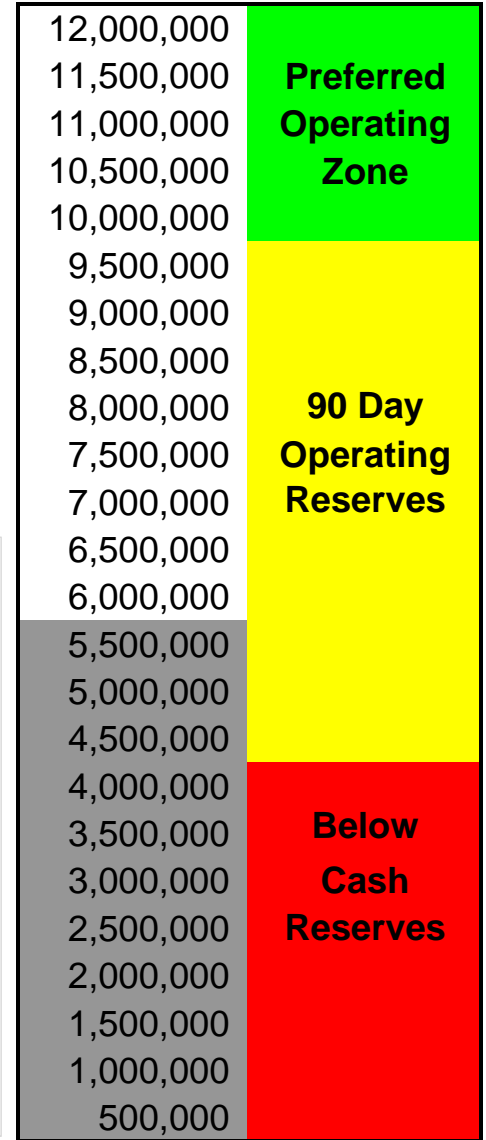 12,000,000
11,500,000 Preferred
11,000,000 Operating
10,500,000 Zone
10,000,000
9,500,000
9,000,000
8,500,000
8,000,000 90 Day
7,500,000 Operating
7,000,000 Reserves
6,500,000
6,000,000
5,500,000
5,000,000
4,500,000
4,000,000
3,500,000 Below
3,000,000 Cash
2,500,000 Reserves
2,000,000
1,500,000
1,000,000
500,000